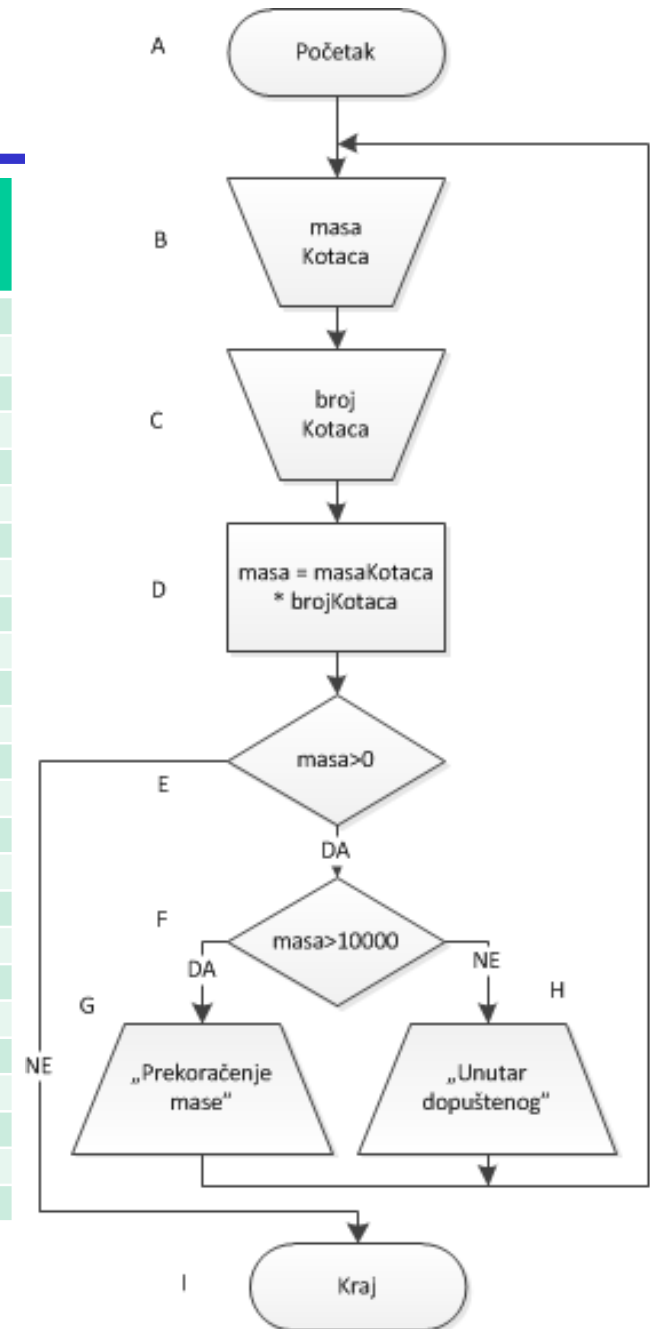 A
Početak
B
masa
Kotaca
C
broj
Kotaca
D
masa = masaKotaca
* brojKotaca
E
masa>0
DA
F
masa>10000
DA
NE
G
H
NE
„Prekoračenje
mase”
„Unutar
dopuštenog”
I
Kraj